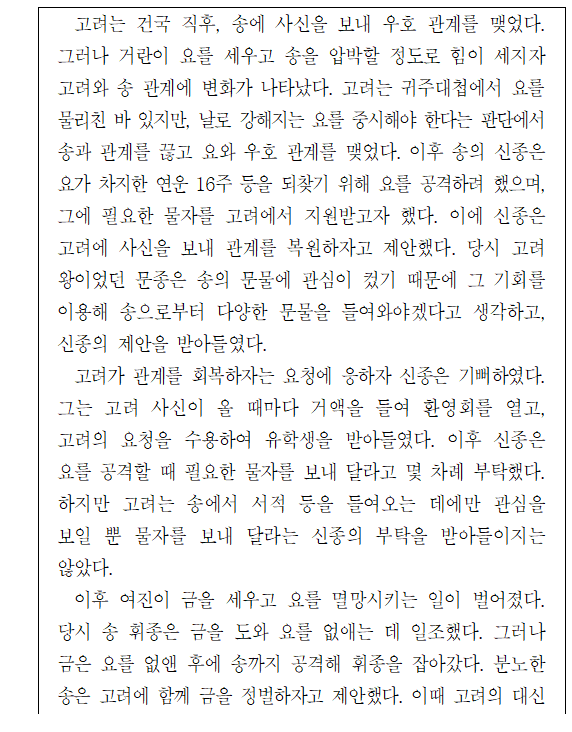 고려는 건국 직후, 송에 사신을 보내 우호 관계를 맺었다.
그러나 거란이 요를 세우고 송을 압박할 정도로 힘이 세지자
고려와 송 관계에 변화가 나타났다. 고려는 귀주대첩에서 요를
물리친 바 있지만, 날로 강해지는 요를 중시해야 한다는 판단에서
송과 관계를 끊고 요와 우호 관계를 맺었다. 이후 송의 신종은
요가 차지한 연운 16주 등을 되찾기 위해 요를 공격하려 했으며,
그에 필요한 물자를 고려에서 지원받고자 했다. 이에 신종은
고려에 사신을 보내 관계를 복원하자고 제안했다. 당시 고려
왕이었던 문종은 송의 문물에 관심이 컸기 때문에 그 기회를
이용해 송으로부터 다양한 문물을 들여와야겠다고 생각하고,
신종의 제안을 받아들였다.
고려가 관계를 회복하자는 요청에 응하자 신종은 기뻐하였다.
그는 고려 사신이 올 때마다 거액을 들여 환영회를 열고,
고려의 요청을 수용하여 유학생을 받아들였다. 이후 신종은
요를 공격할 때 필요한 물자를 보내 달라고 몇 차례 부탁했다.
하지만 고려는 송에서 서적 등을 들여오는 데에만 관심을
보일 뿐 물자를 보내 달라는 신종의 부탁을 받아들이지는
않았다.
이후 여진이 금을 세우고 요를 멸망시키는 일이 벌어졌다.
당시 송 휘종은 금을 도와 요를 없애는 데 일조했다. 그러나
금은 요를 없앤 후에 송까지 공격해 휘종을 잡아갔다. 분노한
송은 고려에 함께 금을 정벌하자고 제안했다. 이때 고려의 대신